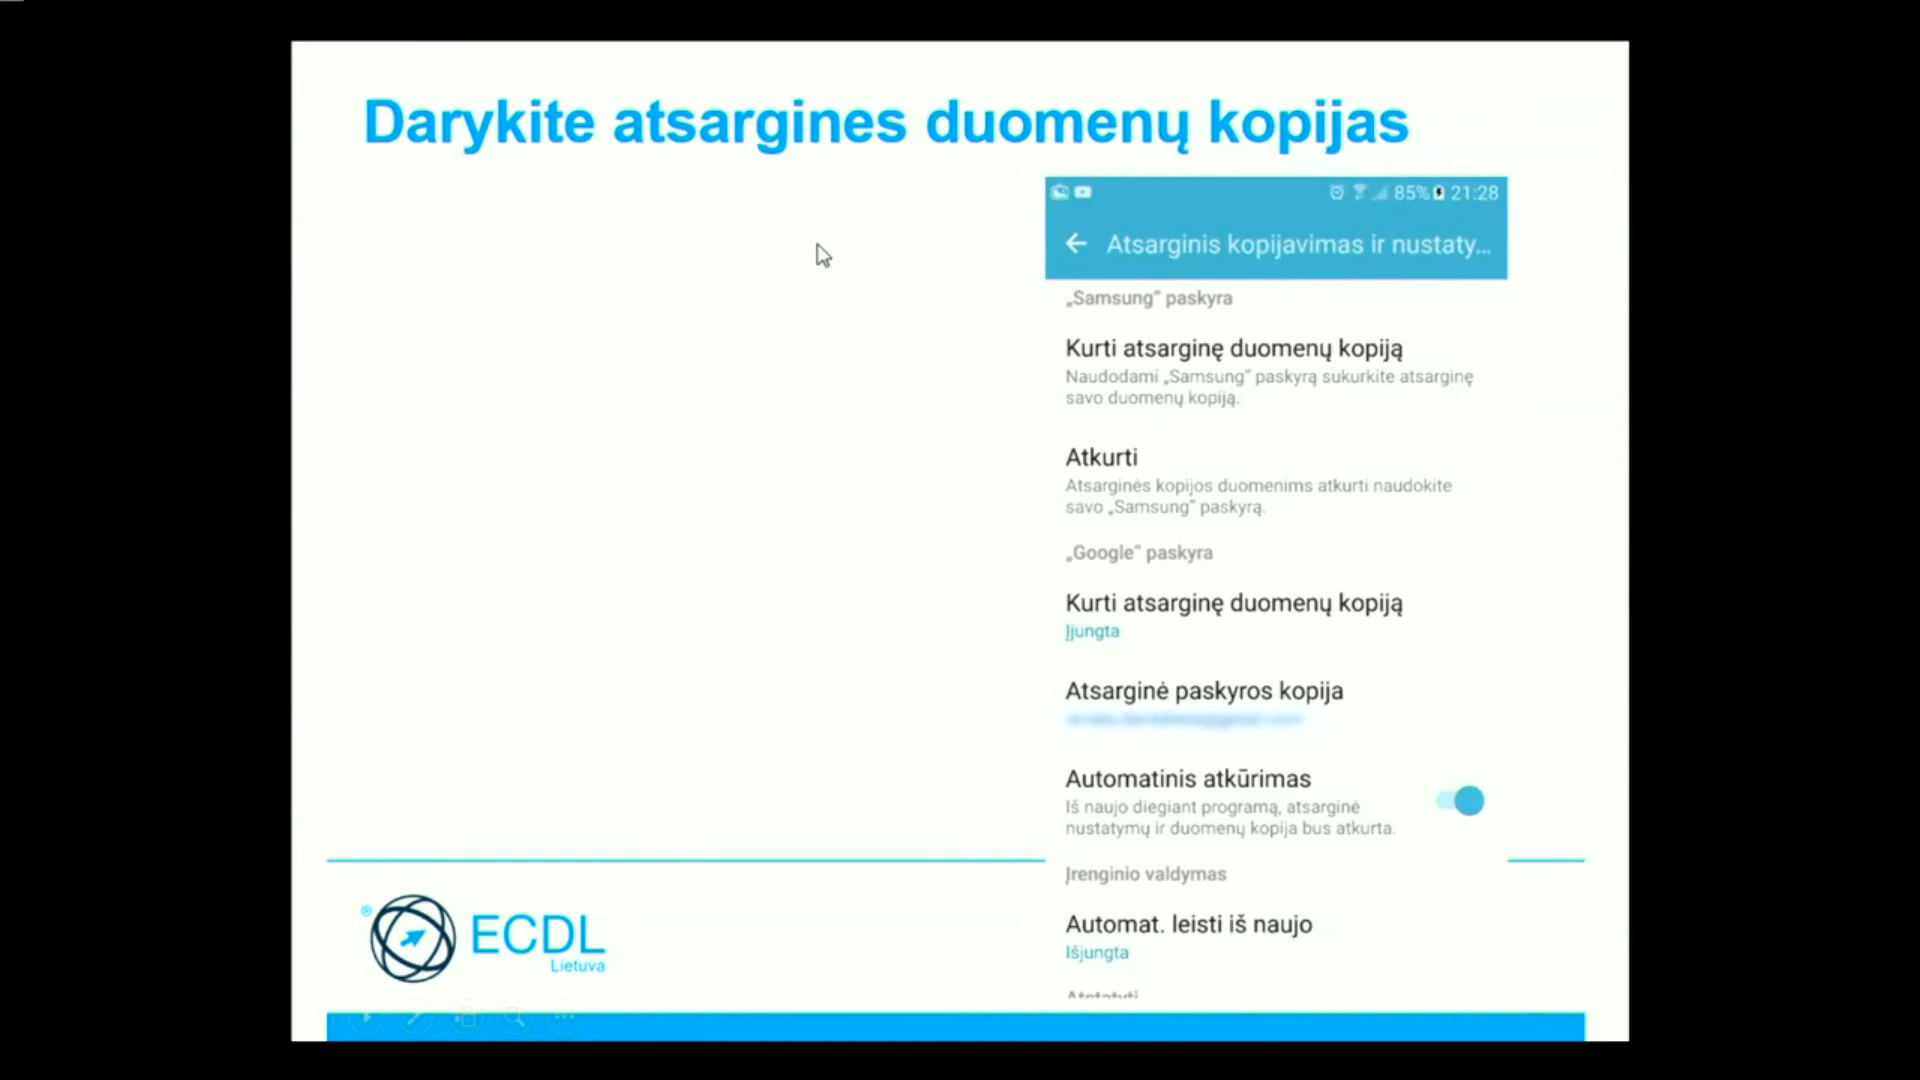 Darykite atsargines duomenų kopijas
85% 21:28
Atsarginis kopijavimas ir nustaty...
„Samsung“ paskyra
Kurti atsarginę duomenų kopiją
Naudodami „Samsung“ paskyrą sukurkite atsarginę
savo duomenų kopiją.
Atkurti
Atsarginės kopijos duomenims atkurti naudokite
savo „Samsung“ paskyrą.
„Google“ paskyra
Kurti atsarginę duomenų kopiją
Įjungta
Atsarginė paskyros kopija
Automatinis atkūrimas
Iš naujo diegiant programą, atsarginė
nustatymų ir duomenų kopija bus atkurta.
Įrenginio valdymas
Automat. leisti iš naujo
Išjungta
® ECDL
Lietuva